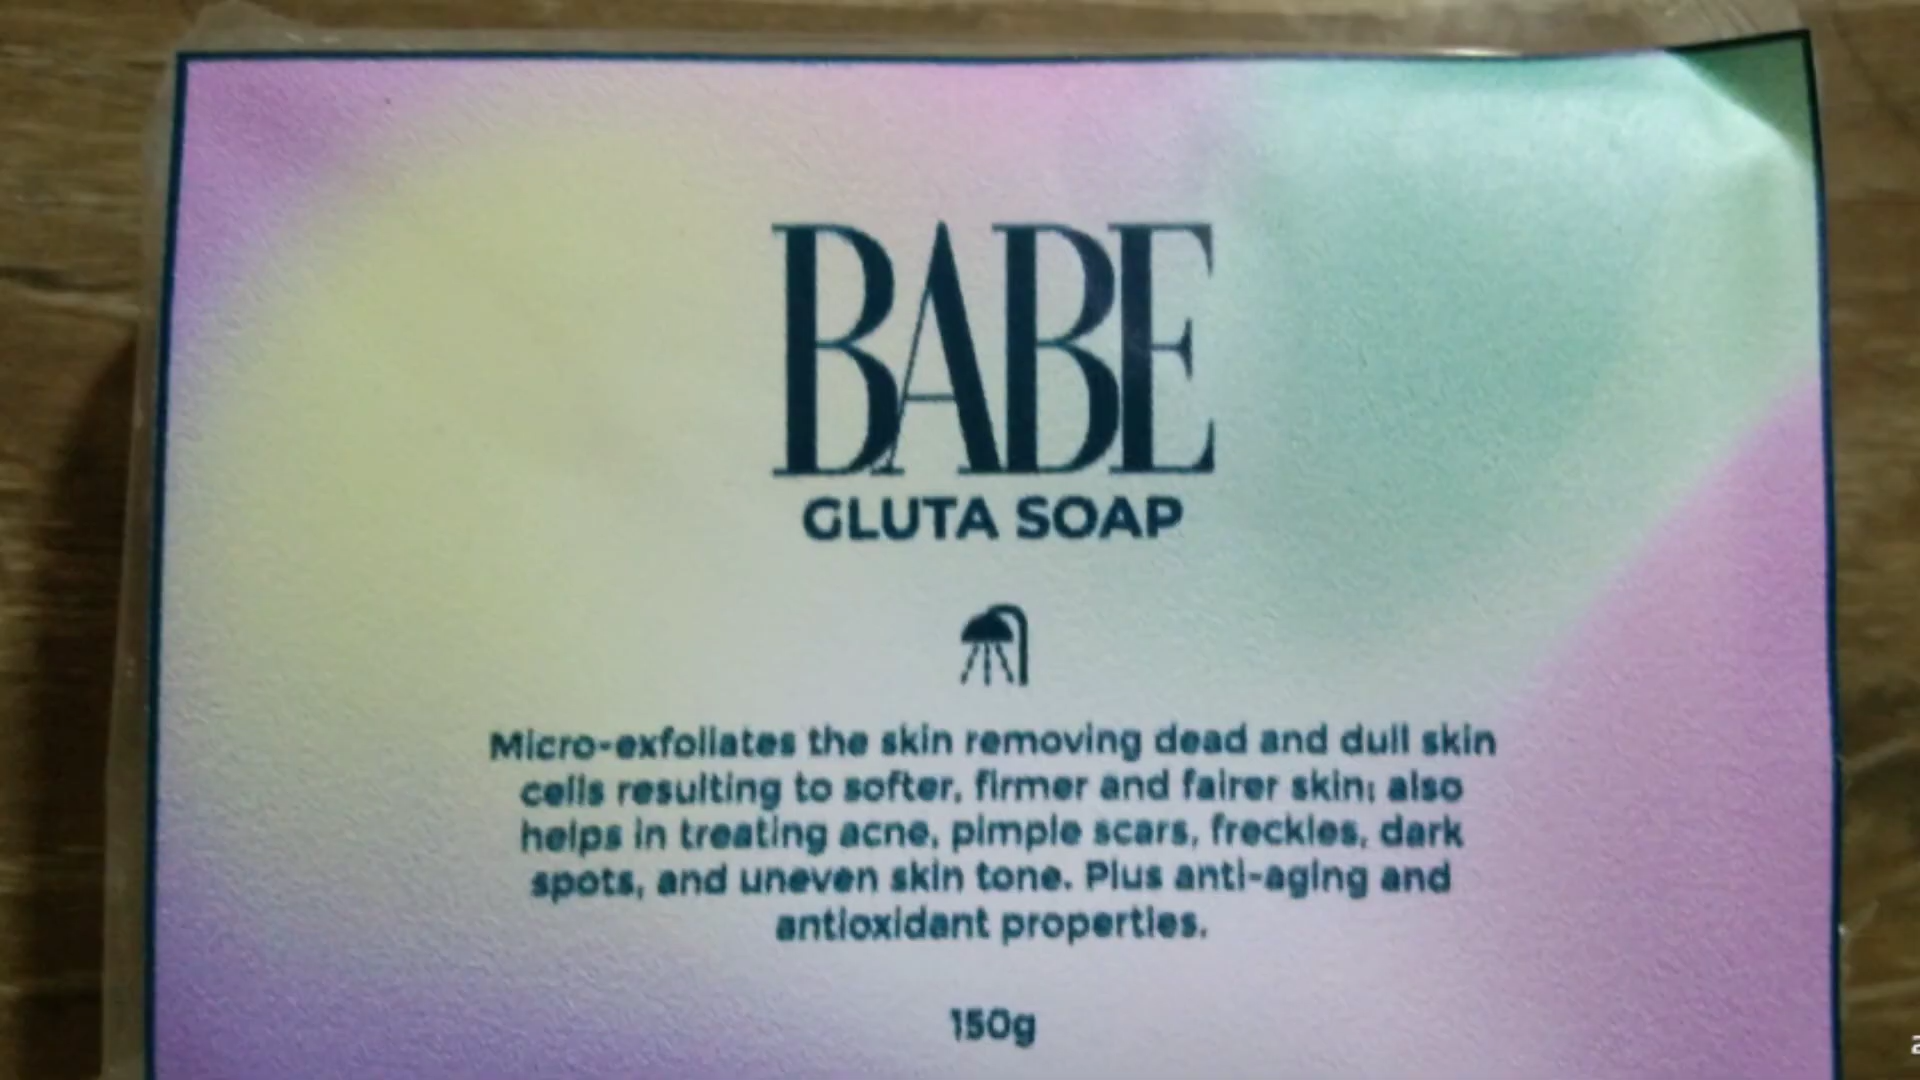 BABE
GLUTA SOAP
Micro-exfoliates the skin removing dead and dull skin
cells resulting to softer, firmer and fairer skin; also
helps in treating acne, pimple scars, freckles, dark
spots, and uneven skin tone. Plus anti-aging and
antioxidant properties.
150g